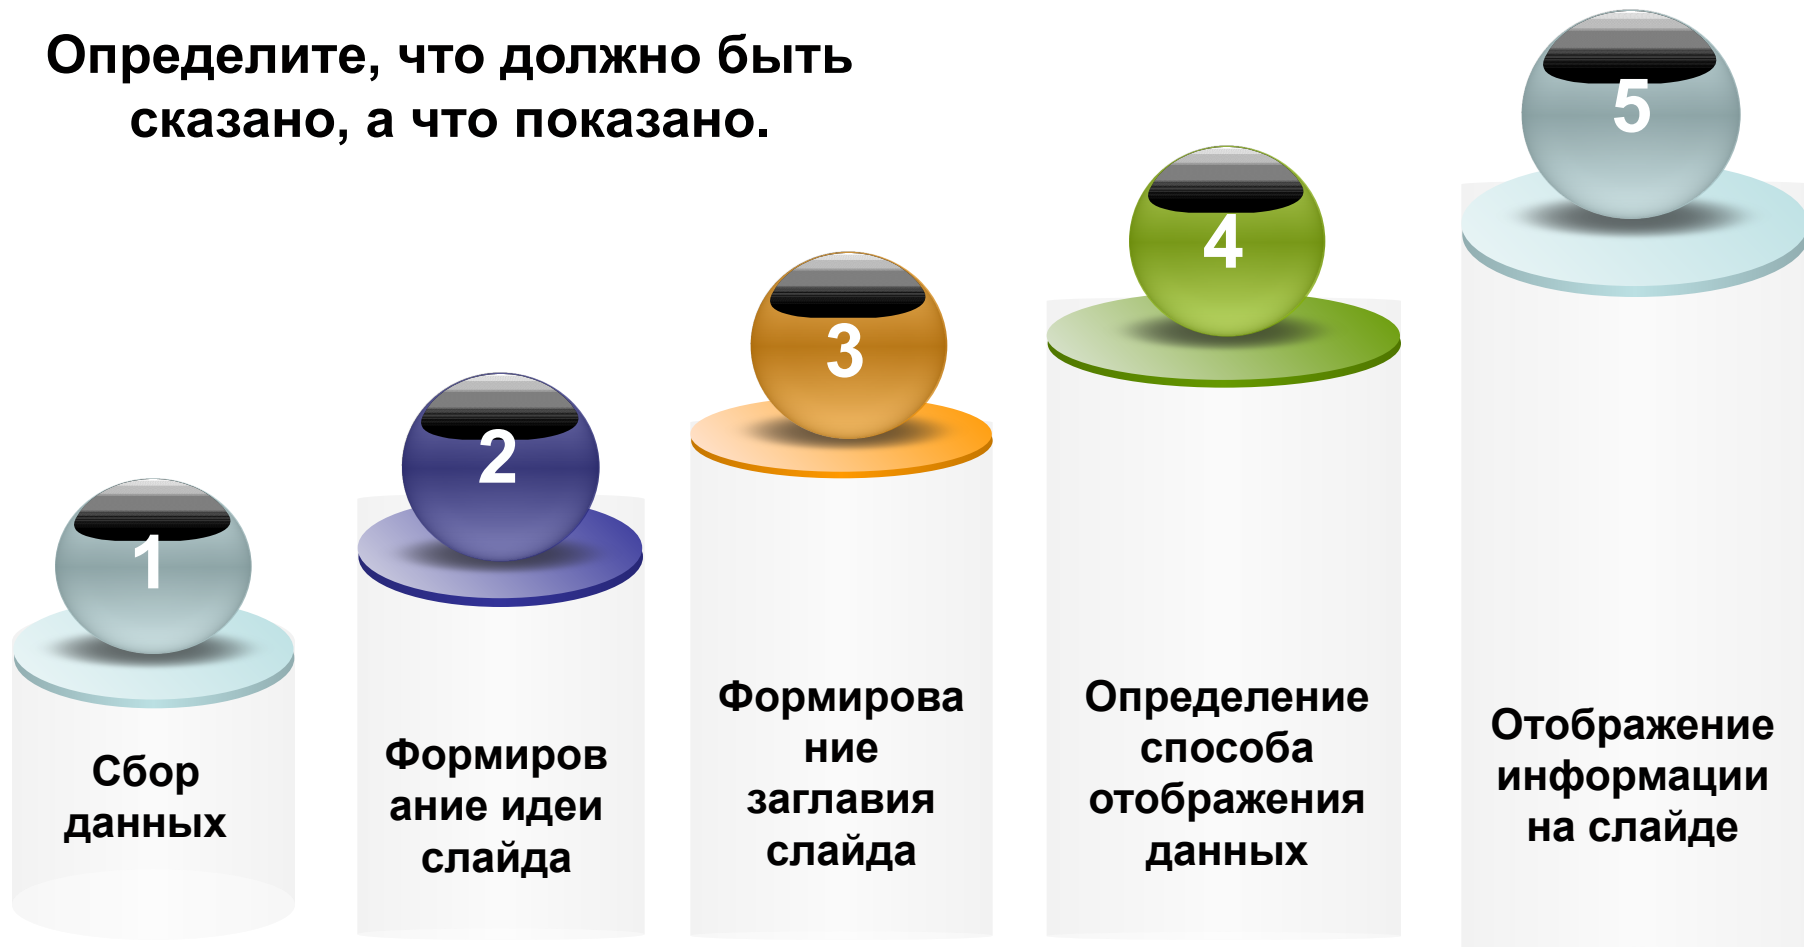 Определите, что должно быть
сказано, а что показано.
1
Сбор
данных
2
Формиров
ание идеи
слайда
3
Формирова
ние
заглавия
слайда
4
Определение
способа
отображения
данных
5
Отображение
информации
на слайде